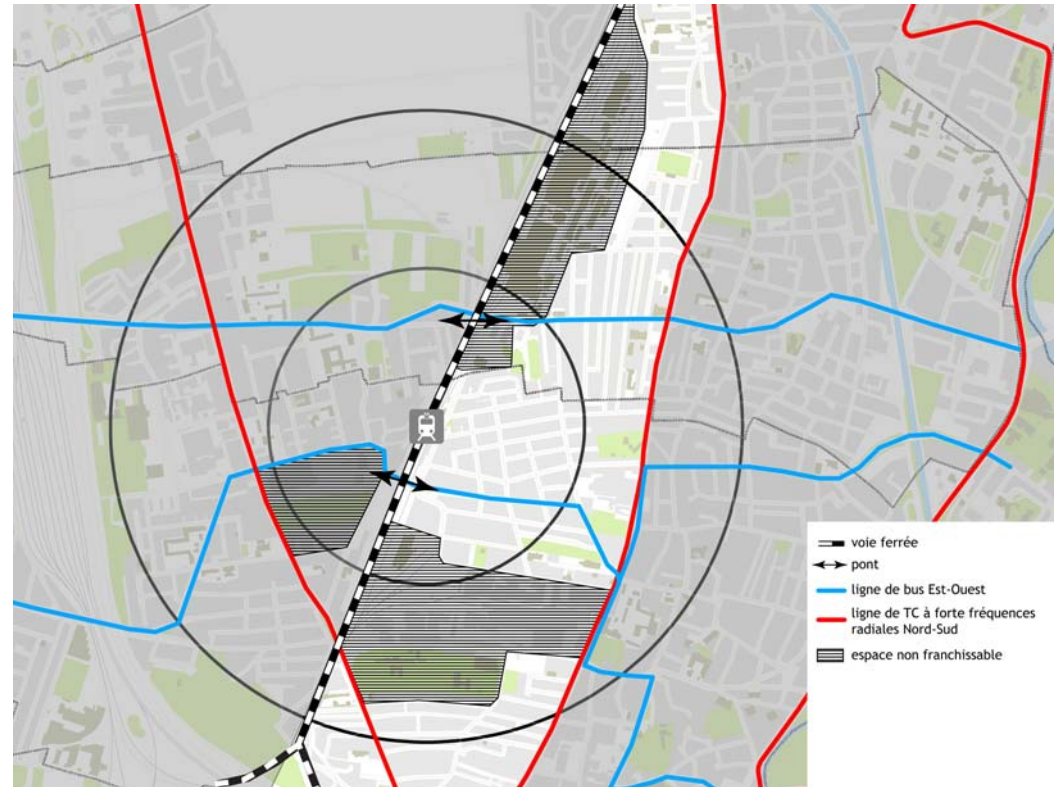 voie ferrée
pont
ligne de bus Est-Ouest
ligne de TC à forte fréquences
radiales Nord-Sud
espace non franchissable